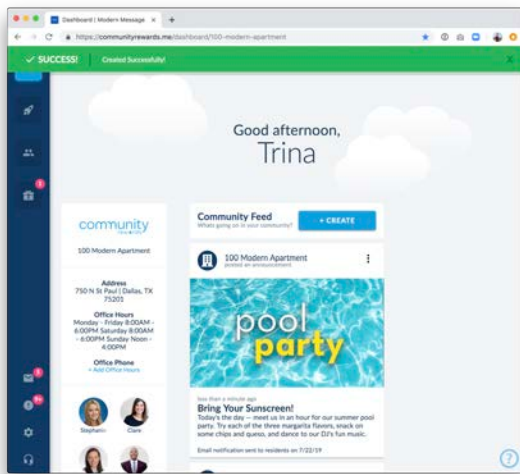 Dashboard | Modern Message
https://communityrewards.me/dashboard/100-modern-apartment
SUCCESS! Created Successfully!
Good afternoon,
Trina
community
Community Feed
Whats going on in your community?
+ CREATE
100 Modern Apartment
Address
750 N St Paul | Dallas, TX
75201
Office Hours
Monday - Friday 8:00AM -
6:00PM Saturday 8:00AM
- 6:00PM Sunday Noon -
4:00PM
Office Phone
+ Add Office Hours
Stephanie
Clare
100 Modern Apartment
posted an announcement
pool
party
less than a minute ago
Bring Your Sunscreen!
Today's the day — meet us in an hour for our summer pool
party. Try each of the three margarita flavors, snack on
some chips and queso, and dance to our DJ's fun music.
Email notification sent to residents on 7/22/19